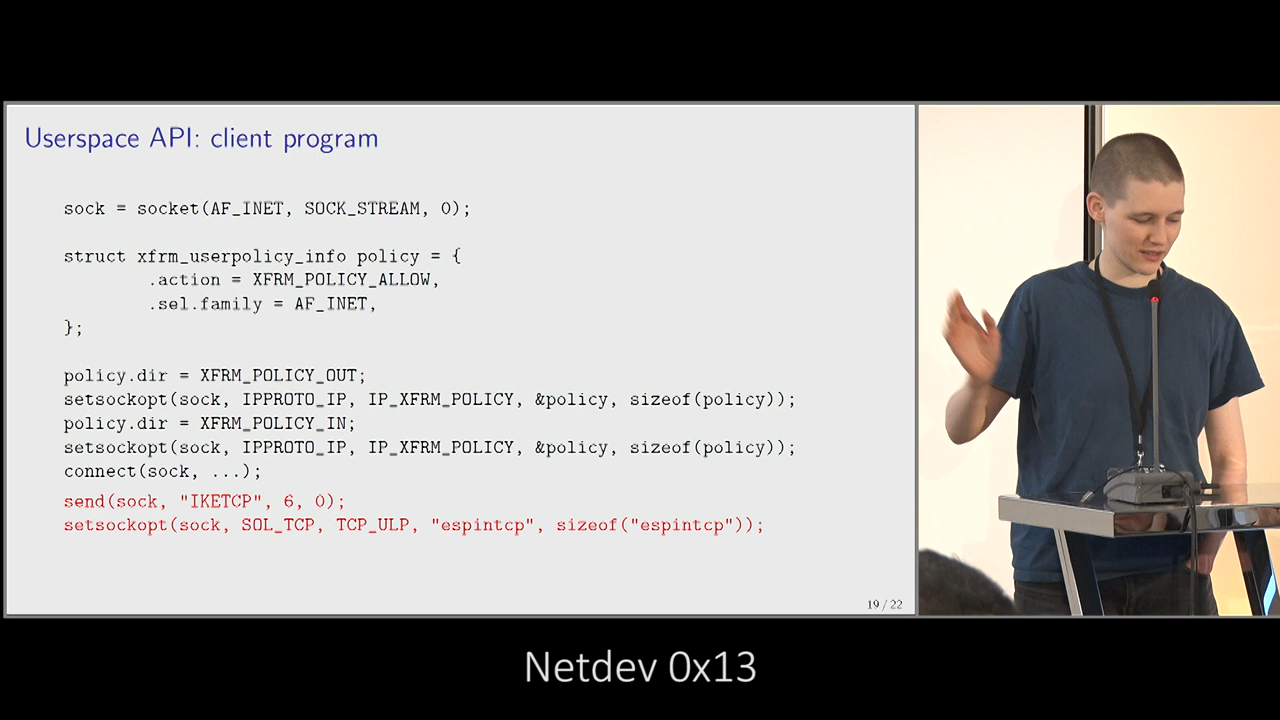 Userspace API: client program
sock = socket(AF_INET, SOCK_STREAM, 0);
struct xfrm_userpolicy_info policy = {
.action = XFRM_POLICY_ALLOW,
.sel.family = AF_INET,
};
policy.dir = XFRM_POLICY_OUT;
setsockopt(sock, IPPROTO_IP, IP_XFRM_POLICY, &policy, sizeof(policy));
policy.dir = XFRM_POLICY_IN;
setsockopt(sock, IPPROTO_IP, IP_XFRM_POLICY, &policy, sizeof(policy));
connect(sock, ...);
send(sock, "IKETCP", 6, 0);
setsockopt(sock, SOL_TCP, TCP_ULP, "espintcp", sizeof("espintcp"));
19 / 22
Netdev 0x13